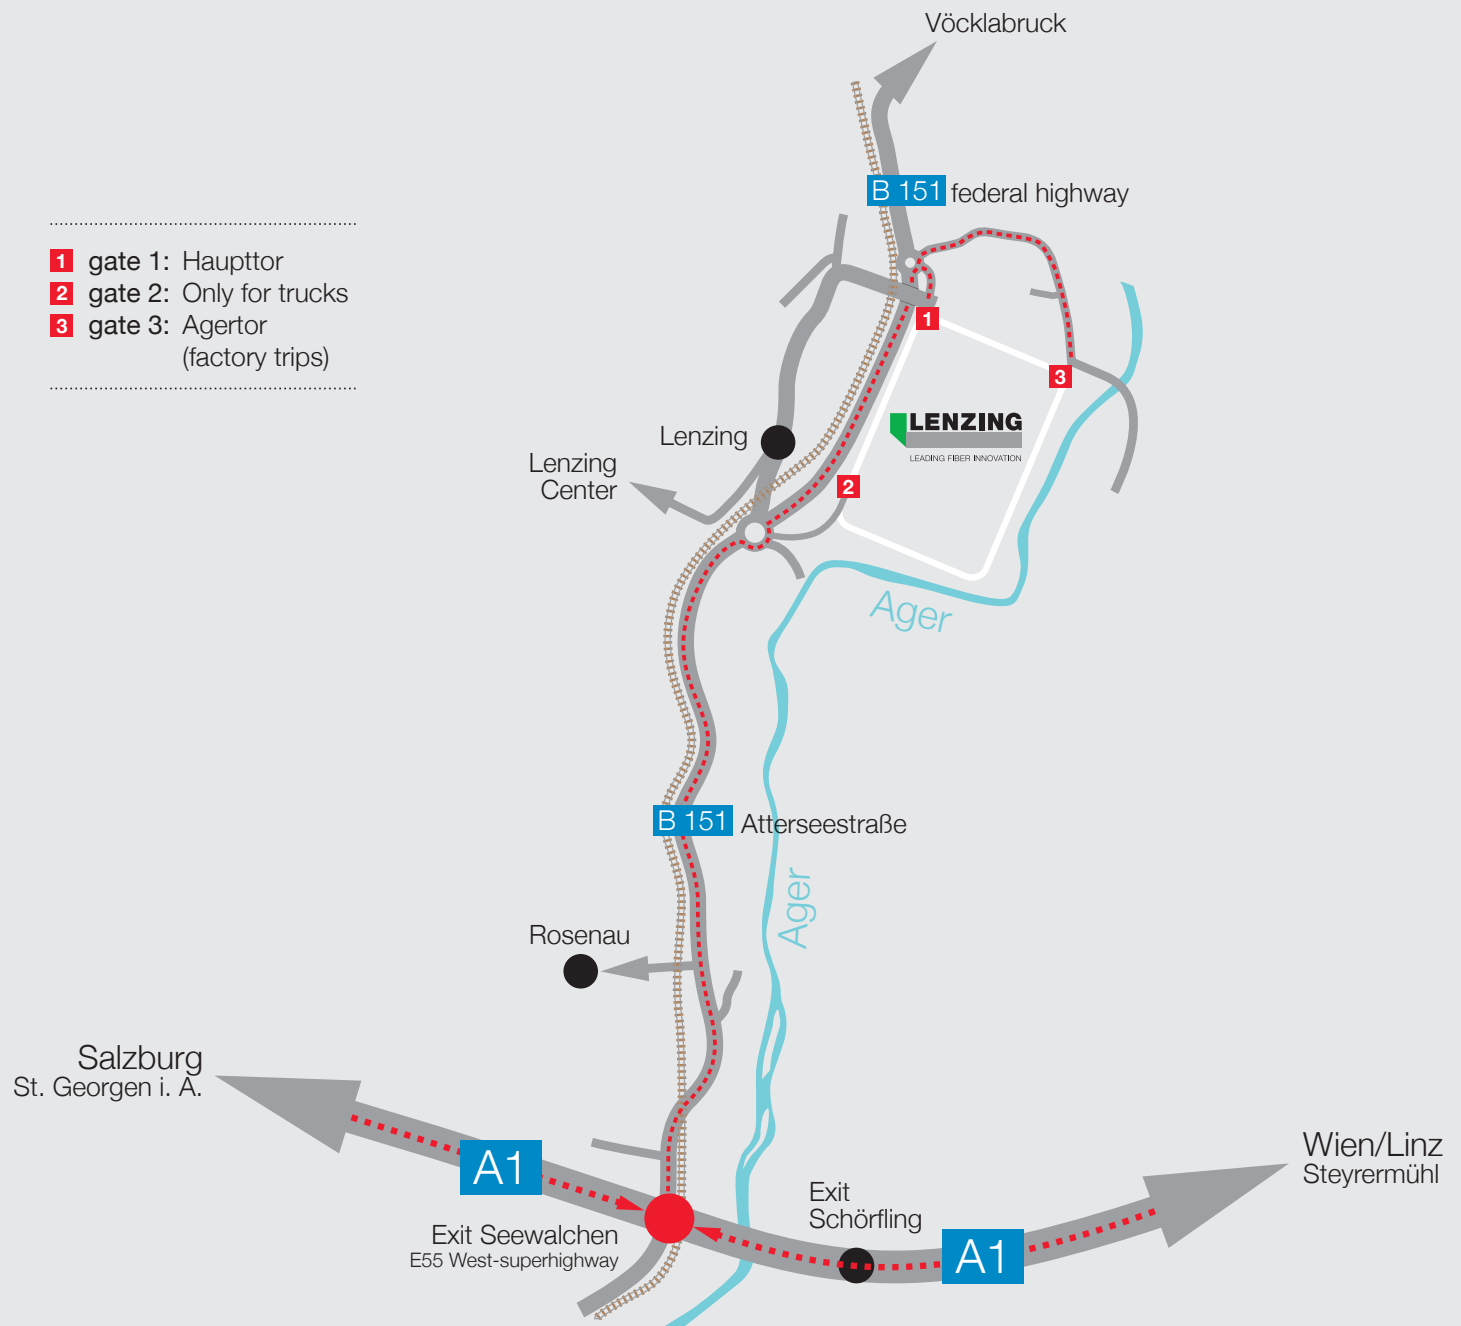 Vöcklabruck
B 151 federal highway
1 gate 1: Haupttor
2 gate 2: Only for trucks
3 gate 3: Agertor
(factory trips)
1
3
LENZING
LEADING FIBER INNOVATION
Lenzing
Lenzing
Center
2
Ager
B 151 Atterseestraße
Ager
Rosenau
Salzburg
St. Georgen i. A.
A1
Wien/Linz
Steyrermühl
Exit
Schörfling
Exit Seewalchen
E55 West-superhighway
A1